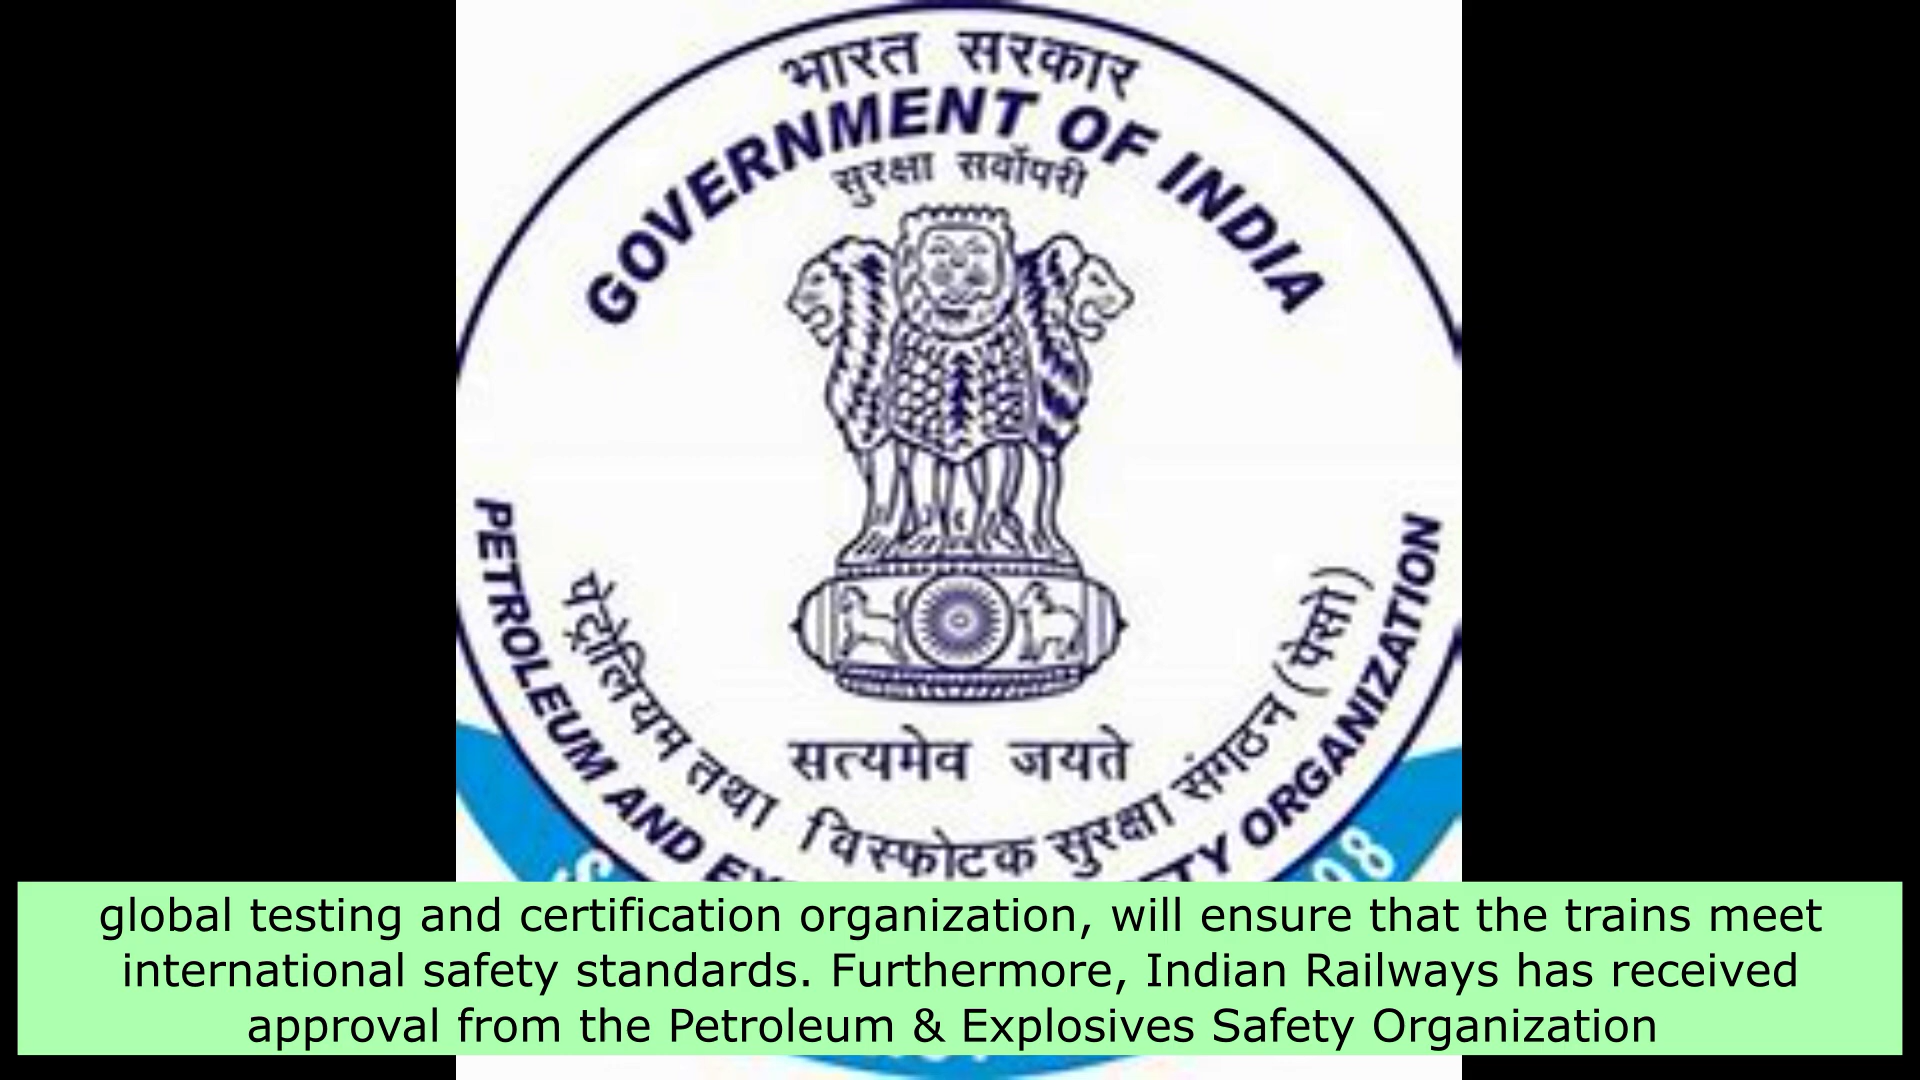 भारत सरकार
GOVERNMENT OF INDIA
सुरक्षा सर्वोपरी
सत्यमेव जयते
पेट्रोलियम तथा विस्फोटक सुरक्षा संगठन (पेसो)
PETROLEUM AND ORGANIZATION
global testing and certification organization, will ensure that the trains meet
international safety standards. Furthermore, Indian Railways has received
approval from the Petroleum & Explosives Safety Organization